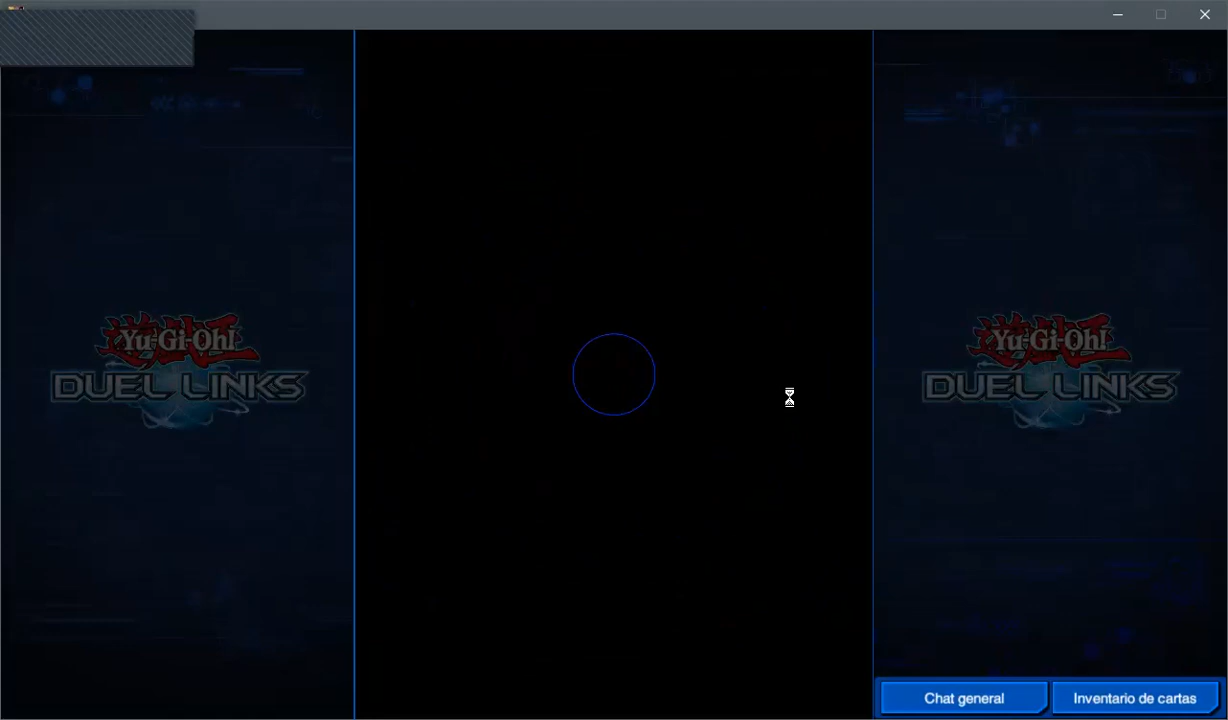 Yu-Gi-Oh!
DUEL LINKS
Yu-Gi-Oh!
DUEL LINKS
Chat general
Inventario de cartas